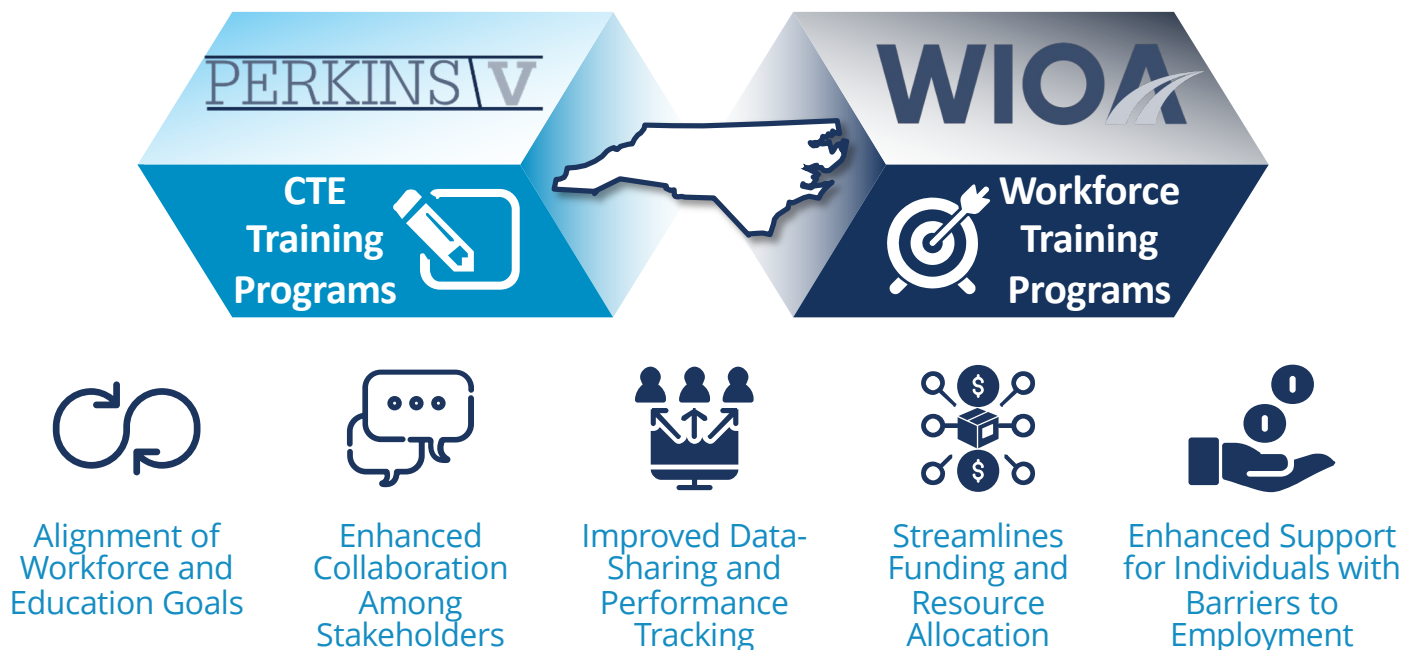 PERKINS V
WIOA
CTE
Training
Programs
Workforce
Training
Programs
$
$
Alignment of
Workforce and
Education Goals
Enhanced
Collaboration
Among
Stakeholders
Improved Data-
Sharing and
Performance
Tracking
Streamlines
Funding and
Resource
Allocation
Enhanced Support
for Individuals with
Barriers to
Employment